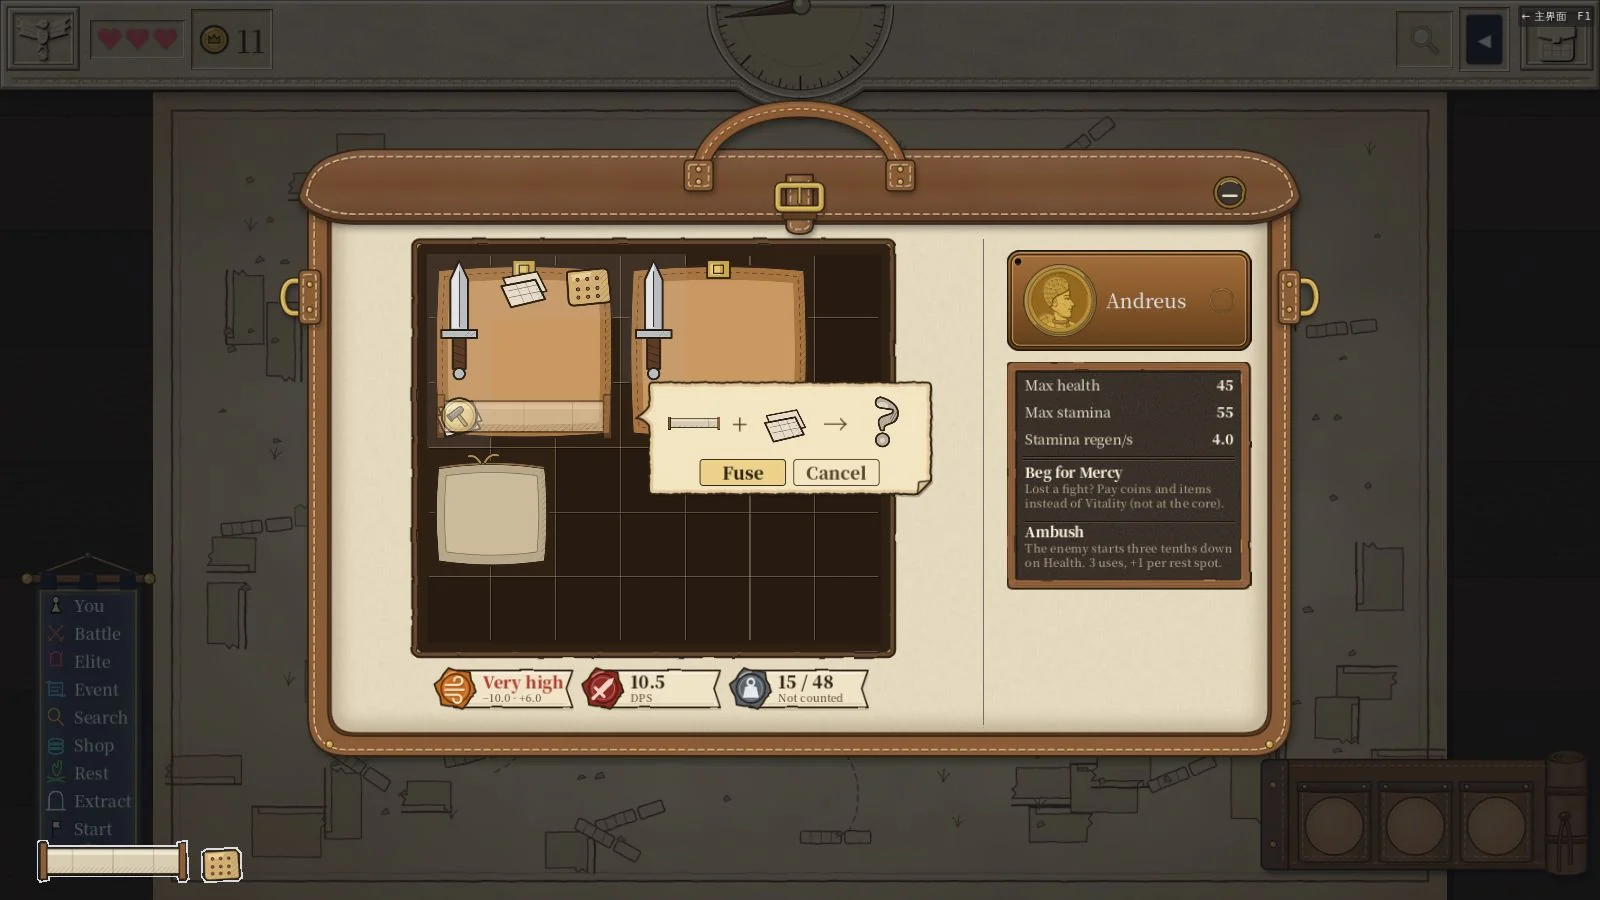 11
← 主界面 F1
Andreus
Max health 45
Max stamina 55
Stamina regen/s 4.0
Beg for Mercy
Lost a fight? Pay coins and items
instead of Vitality (not at the core).
Ambush
The enemy starts three tenths down
on Health. 3 uses, +1 per rest spot.
+ → 
Fuse Cancel
Very high
−10.0 · +6.0
10.5
DPS
15 / 48
Not counted
You
Battle
Elite
Event
Search
Shop
Rest
Extract
Start